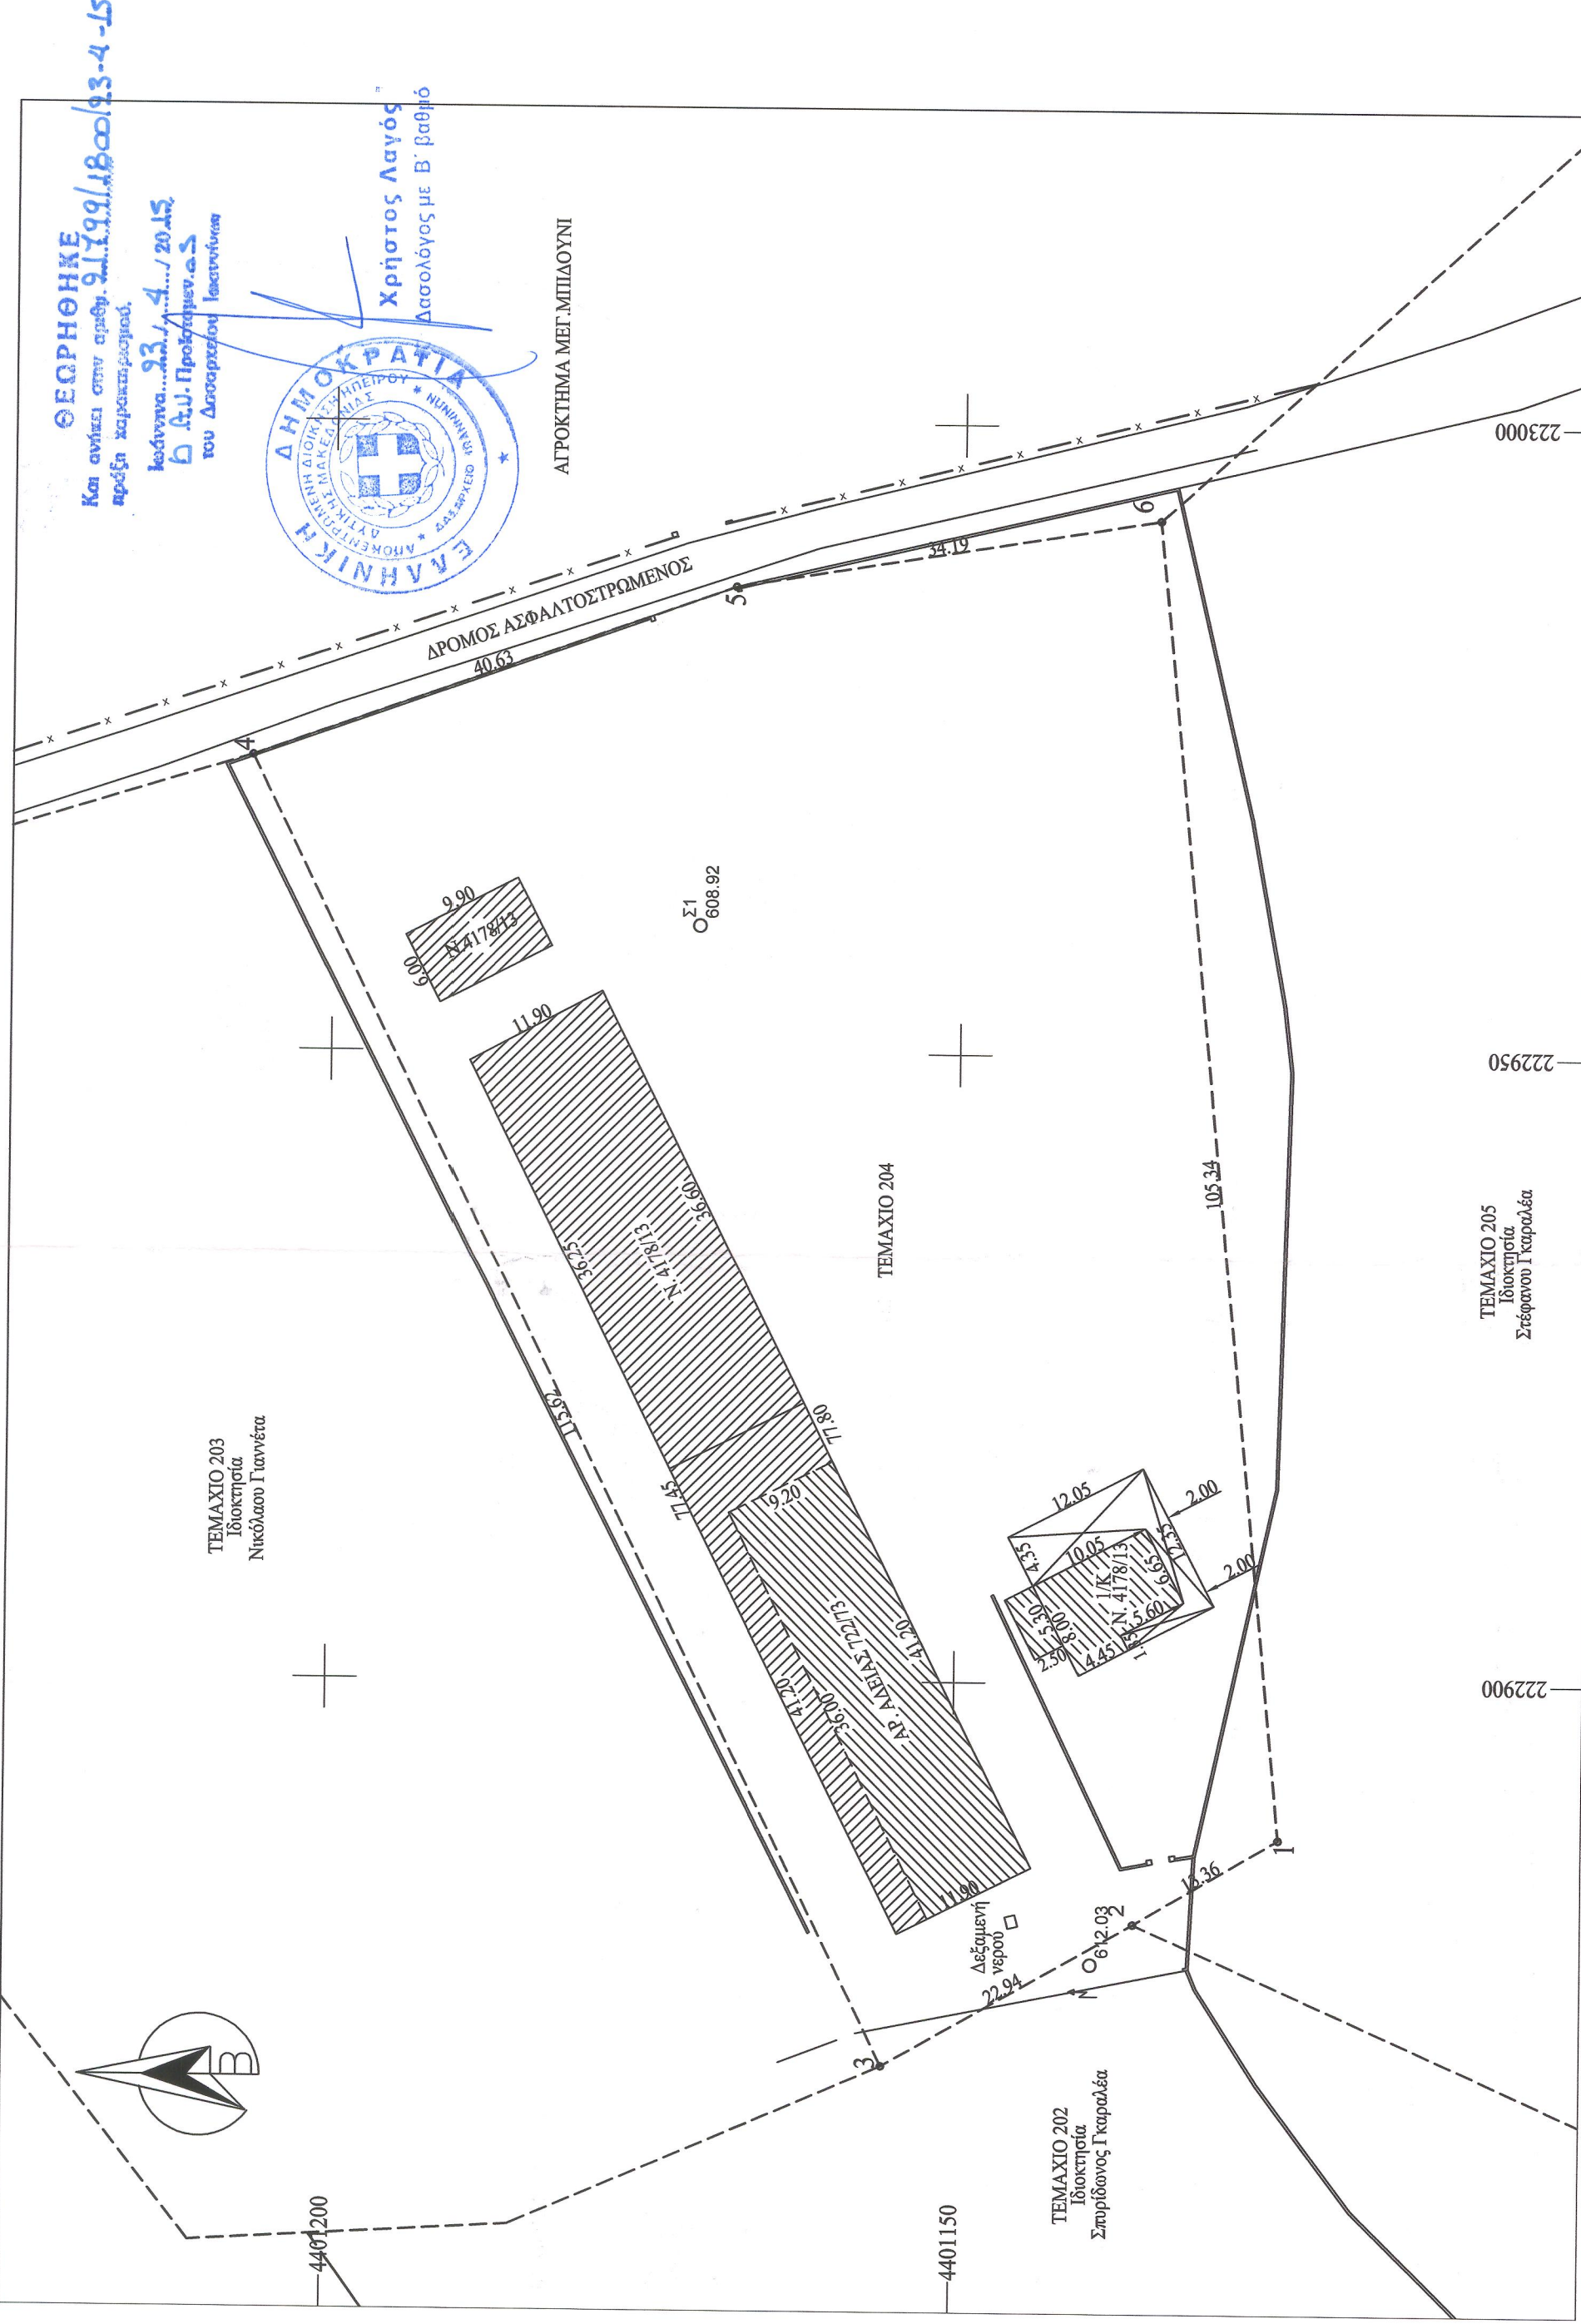 ΘΕΩΡΗΘΗΚΕ
Και ανήκει στην αριθμ. 21799/1800/23-4-15
πράξη χαρακτηρισμού.
Ιωάννινα 23/4/2015
Ο Α.Δ. Προϊστάμεν.ος
του Δασαρχείου Ιωαννίνων
ΕΛΛΗΝΙΚΗ ΔΗΜΟΚΡΑΤΙΑ
ΑΠΟΚΕΝΤΡΩΜΕΝΗ ΔΙΟΙΚΗΣΗ ΗΠΕΙΡΟΥ
ΔΥΤΙΚΗΣ ΜΑΚΕΔΟΝΙΑΣ
ΔΑΣΑΡΧΕΙΟ ΙΩΑΝΝΙΝΩΝ
Χρήστος Λαγός
Δασολόγος με Β΄ βαθμό
ΑΓΡΟΚΤΗΜΑ ΜΕΓ.ΜΠΙΔΟΥΝΙ
ΔΡΟΜΟΣ ΑΣΦΑΛΤΟΣΤΡΩΜΕΝΟΣ
4
40.63
5
34.19
6
9.90
6.00
Ν.4178/13
Σ1
608.92
11.90
36.25
Ν. 4178/13
36.60
115.62
77.45
77.80
ΤΕΜΑΧΙΟ 204
105.34
ΤΕΜΑΧΙΟ 203
Ιδιοκτησία
Νικόλαου Γιαννέτα
ΤΕΜΑΧΙΟ 205
Ιδιοκτησία
Στέφανου Γκαραλέα
9.20
41.20
36.00
ΑΡ. ΑΔΕΙΑΣ 722/73
41.20
11.90
12.05
4.35
10.05
12.35
2.00
2.00
1/Κ
Ν. 4178/13
6.65
5.30
8.00
5.60
2.50
4.45
1.85
Δεξαμενή
νερού
612.03
2
13.36
1
22.94
3
Β
ΤΕΜΑΧΙΟ 202
Ιδιοκτησία
Σπυρίδωνος Γκαραλέα
4401200
4401150
223000
222950
222900